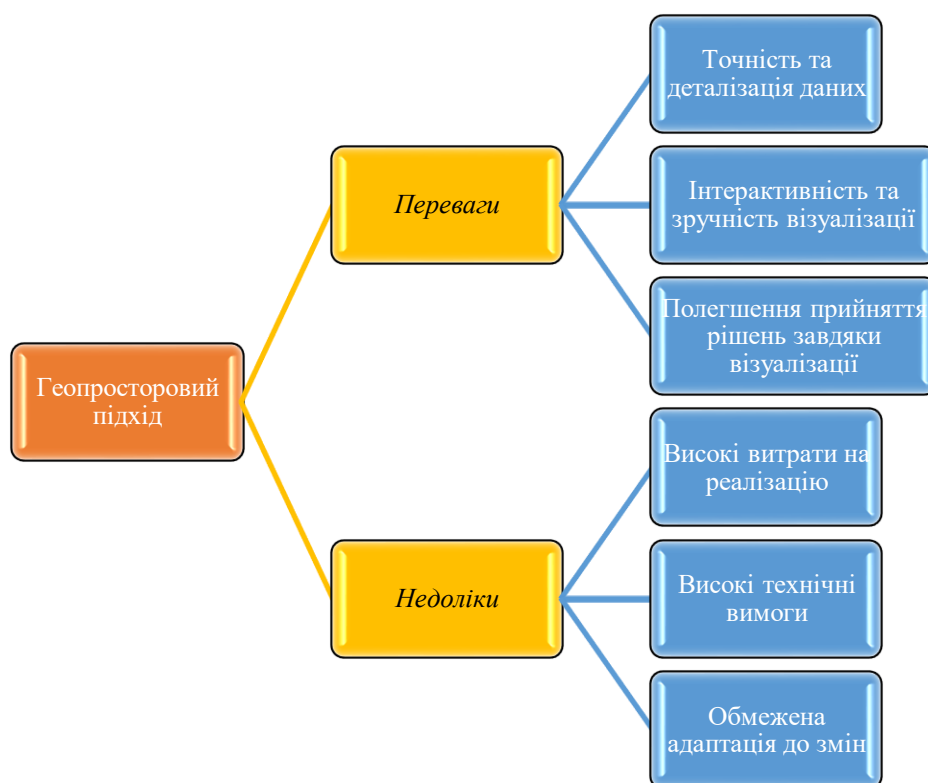 Геопросторовий
підхід
Переваги
Точність та
деталізація даних
Інтерактивність та
зручність візуалізації
Полегшення прийняття
рішень завдяки
візуалізації
Недоліки
Високі витрати на
реалізацію
Високі технічні
вимоги
Обмежена
адаптація до змін